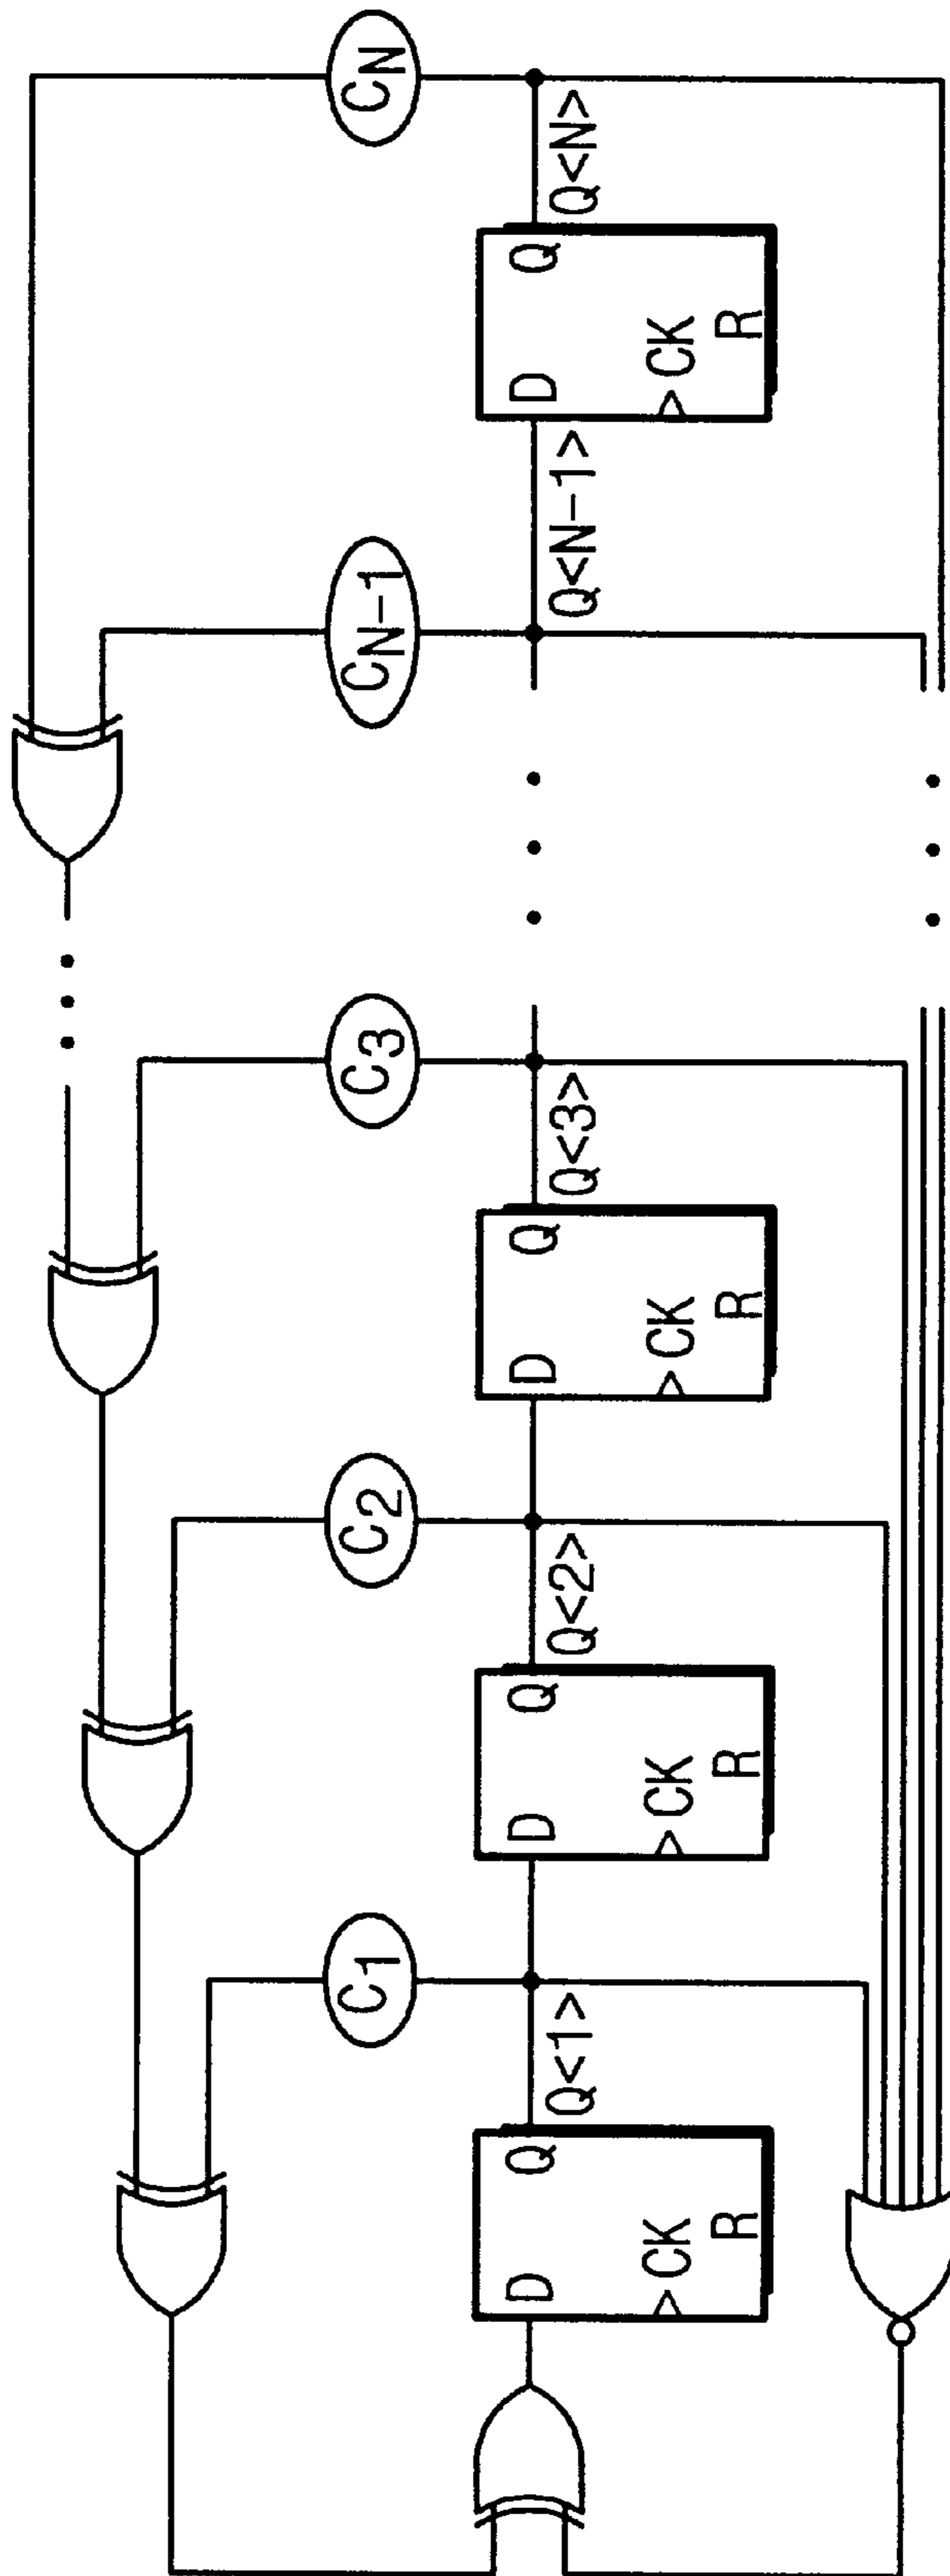 C1
C2
C3
CN-1
CN
D
Q
CK
R
Q<1>
D
Q
CK
R
Q<2>
D
Q
CK
R
Q<3>
Q<N-1>
D
Q
CK
R
Q<N>